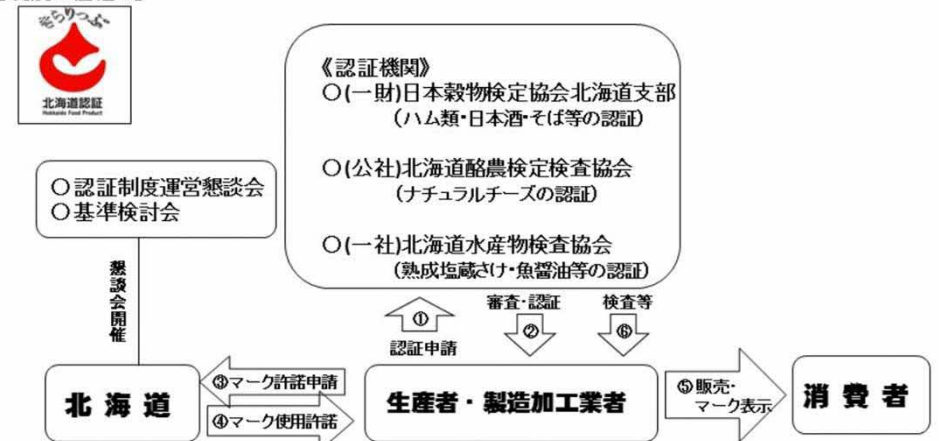 きらりっぷ
北海道認証
Hokkaido Food Product
《認証機関》
○(一財)日本穀物検定協会北海道支部
(ハム類・日本酒・そば等の認証)
○(公社)北海道酪農検定検査協会
(ナチュラルチーズの認証)
○(一社)北海道水産物検査協会
(熟成塩蔵さけ・魚醤油等の認証)
○認証制度運営懇談会
○基準検討会
懇談会開催
①
認証申請
審査・認証
②
検査等
⑥
北海道
③マーク許諾申請
④マーク使用許諾
生産者・製造加工業者
⑤販売・
マーク表示
消費者